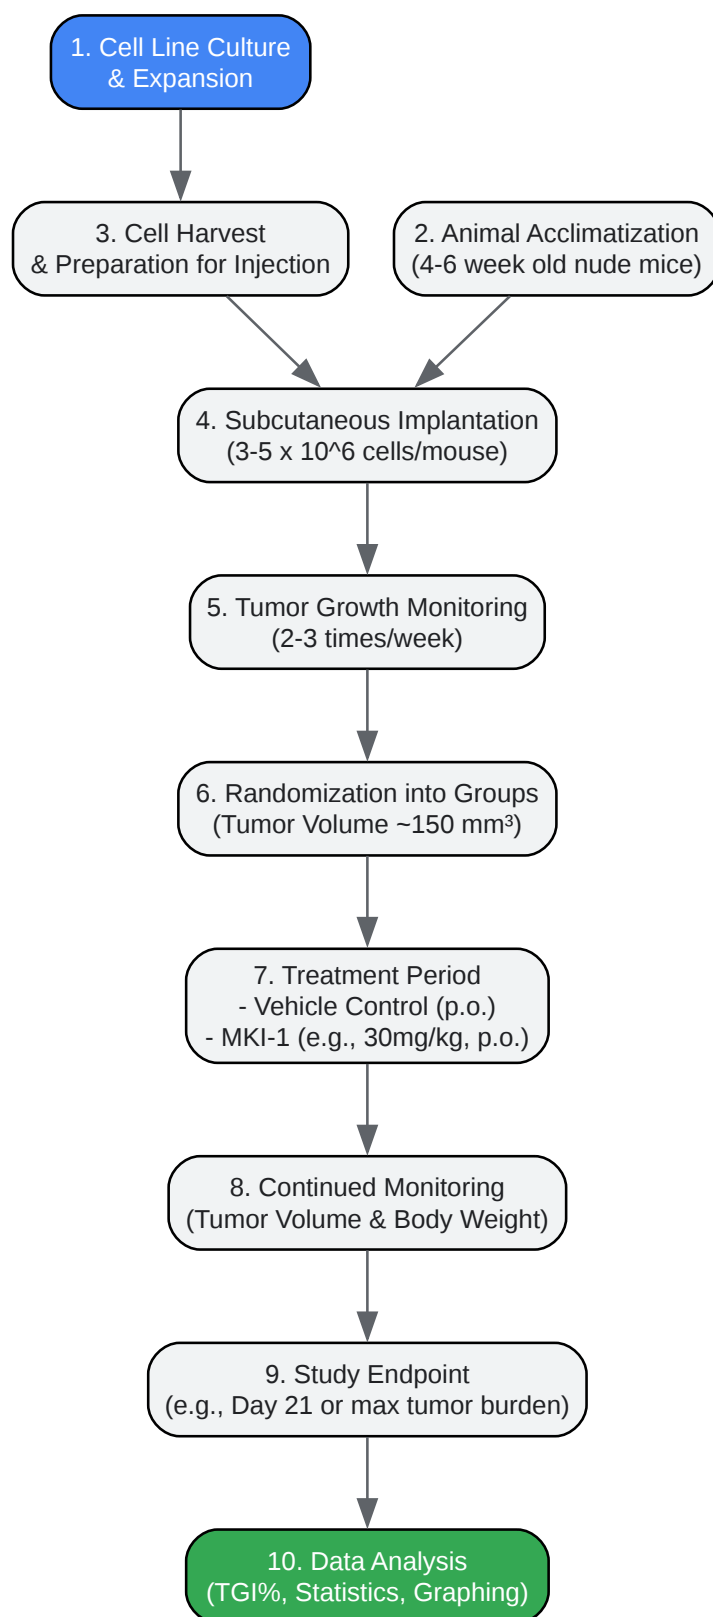 1. Cell Line Culture
& Expansion
3. Cell Harvest
& Preparation for Injection
2. Animal Acclimatization
(4-6 week old nude mice)
4. Subcutaneous Implantation
(3-5 x 10^6 cells/mouse)
5. Tumor Growth Monitoring
(2-3 times/week)
6. Randomization into Groups
(Tumor Volume ~150 mm³)
7. Treatment Period
- Vehicle Control (p.o.)
- MKI-1 (e.g., 30mg/kg, p.o.)
8. Continued Monitoring
(Tumor Volume & Body Weight)
9. Study Endpoint
(e.g., Day 21 or max tumor burden)
10. Data Analysis
(TGI%, Statistics, Graphing)